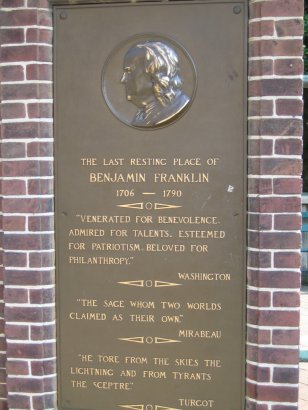 THE LAST RESTING PLACE OF
BENJAMIN FRANKLIN
1706 — 1790
"VENERATED FOR BENEVOLENCE.
ADMIRED FOR TALENTS. ESTEEMED
FOR PATRIOTISM. BELOVED FOR
PHILANTHROPY."
WASHINGTON
"THE SAGE WHOM TWO WORLDS
CLAIMED AS THEIR OWN."
MIRABEAU
"HE TORE FROM THE SKIES THE
LIGHTNING AND FROM TYRANTS
THE SCEPTRE."
TURGOT